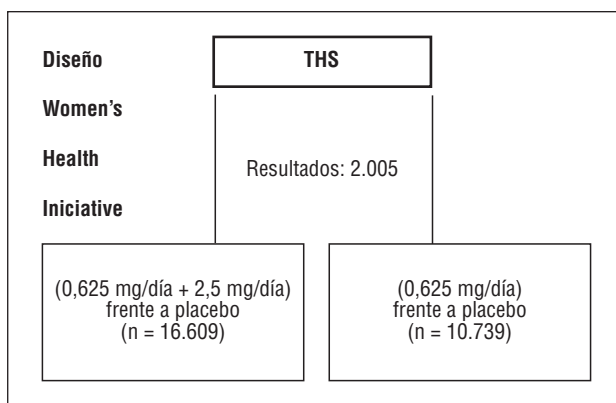 Diseño
Women's
Health
Iniciative
THS
Resultados: 2.005
(0,625 mg/día + 2,5 mg/día)
frente a placebo
(n = 16.609)
(0,625 mg/día)
frente a placebo
(n = 10.739)